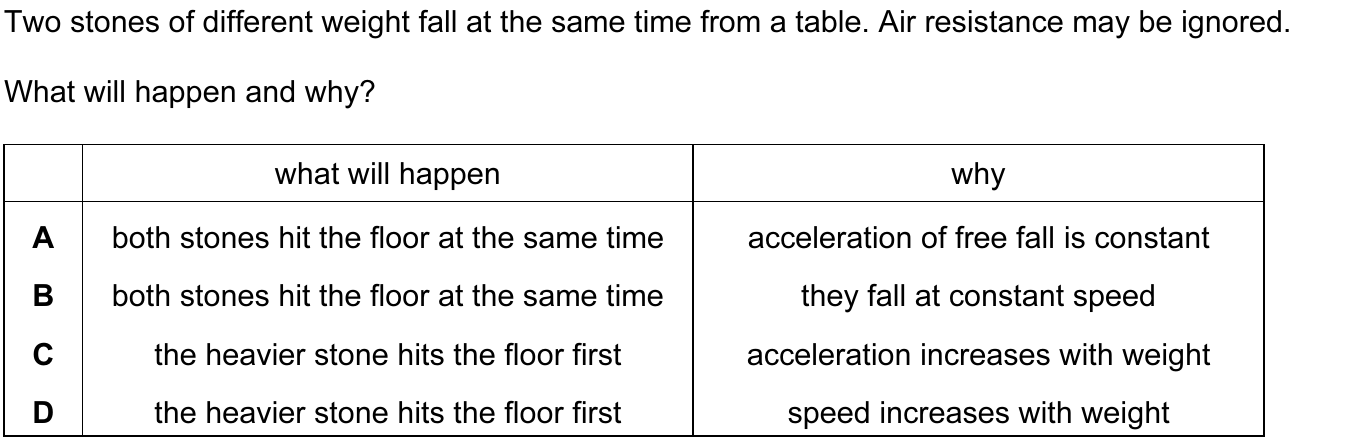 Two stones of different weight fall at the same time from a table. Air resistance may be ignored.
What will happen and why?
what will happen why
A both stones hit the floor at the same time acceleration of free fall is constant
B both stones hit the floor at the same time they fall at constant speed
C the heavier stone hits the floor first acceleration increases with weight
D the heavier stone hits the floor first speed increases with weight